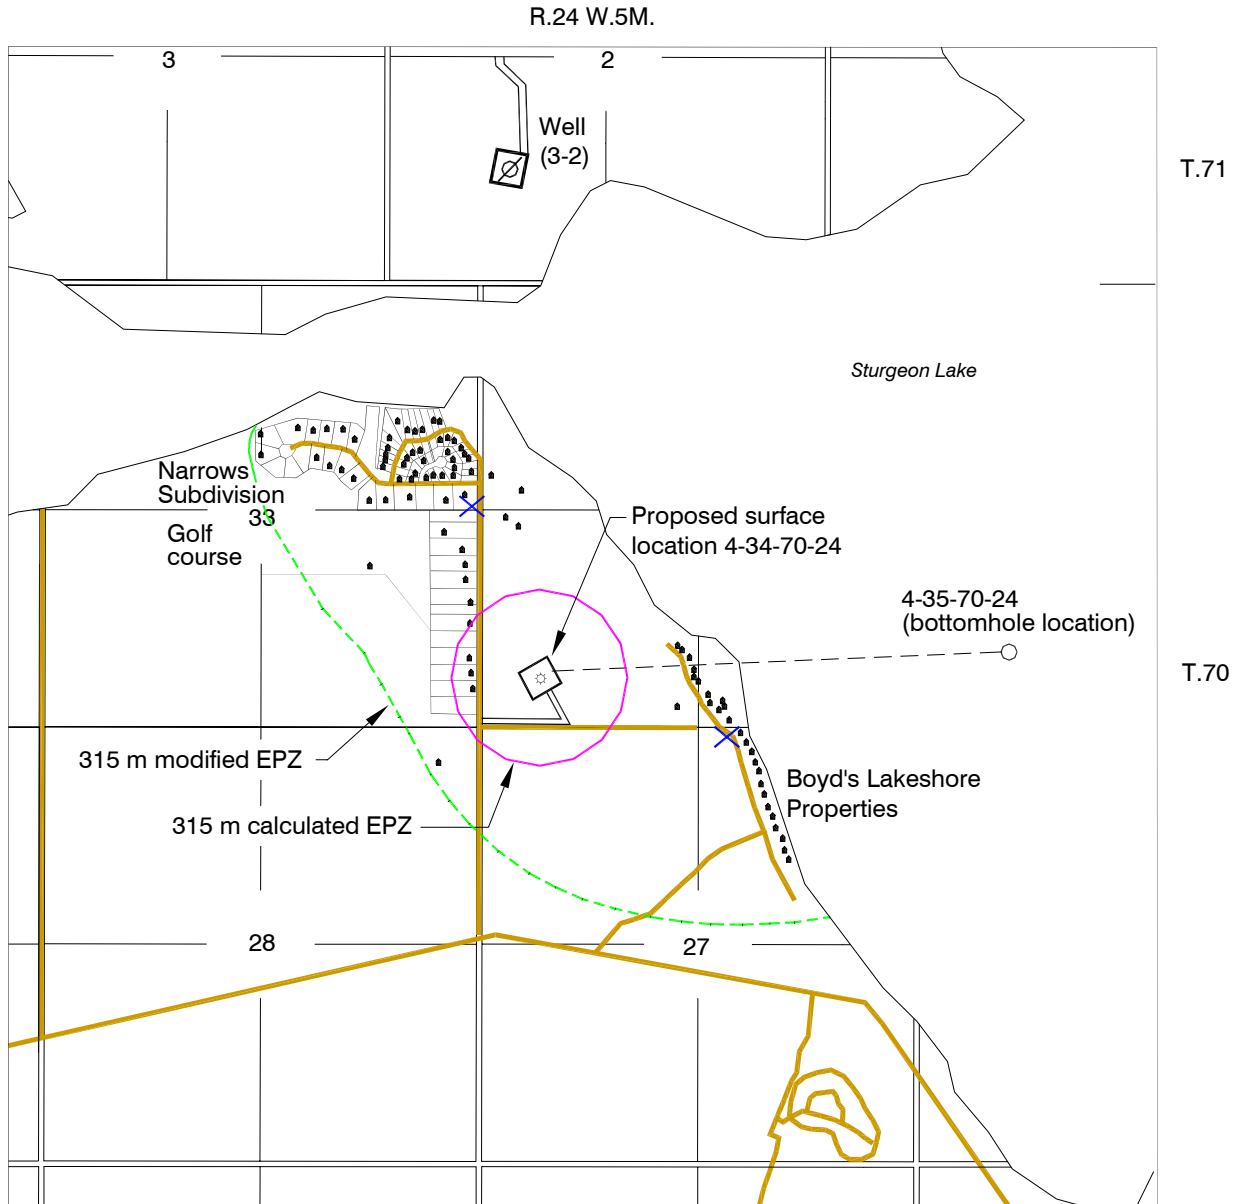 R.24 W.5M.
3
2
Well
(3-2)
T.71
Sturgeon Lake
Narrows
Subdivision
33
Golf
course
Proposed surface
location 4-34-70-24
4-35-70-24
(bottomhole location)
T.70
315 m modified EPZ
Boyd's Lakeshore
Properties
315 m calculated EPZ
28
27